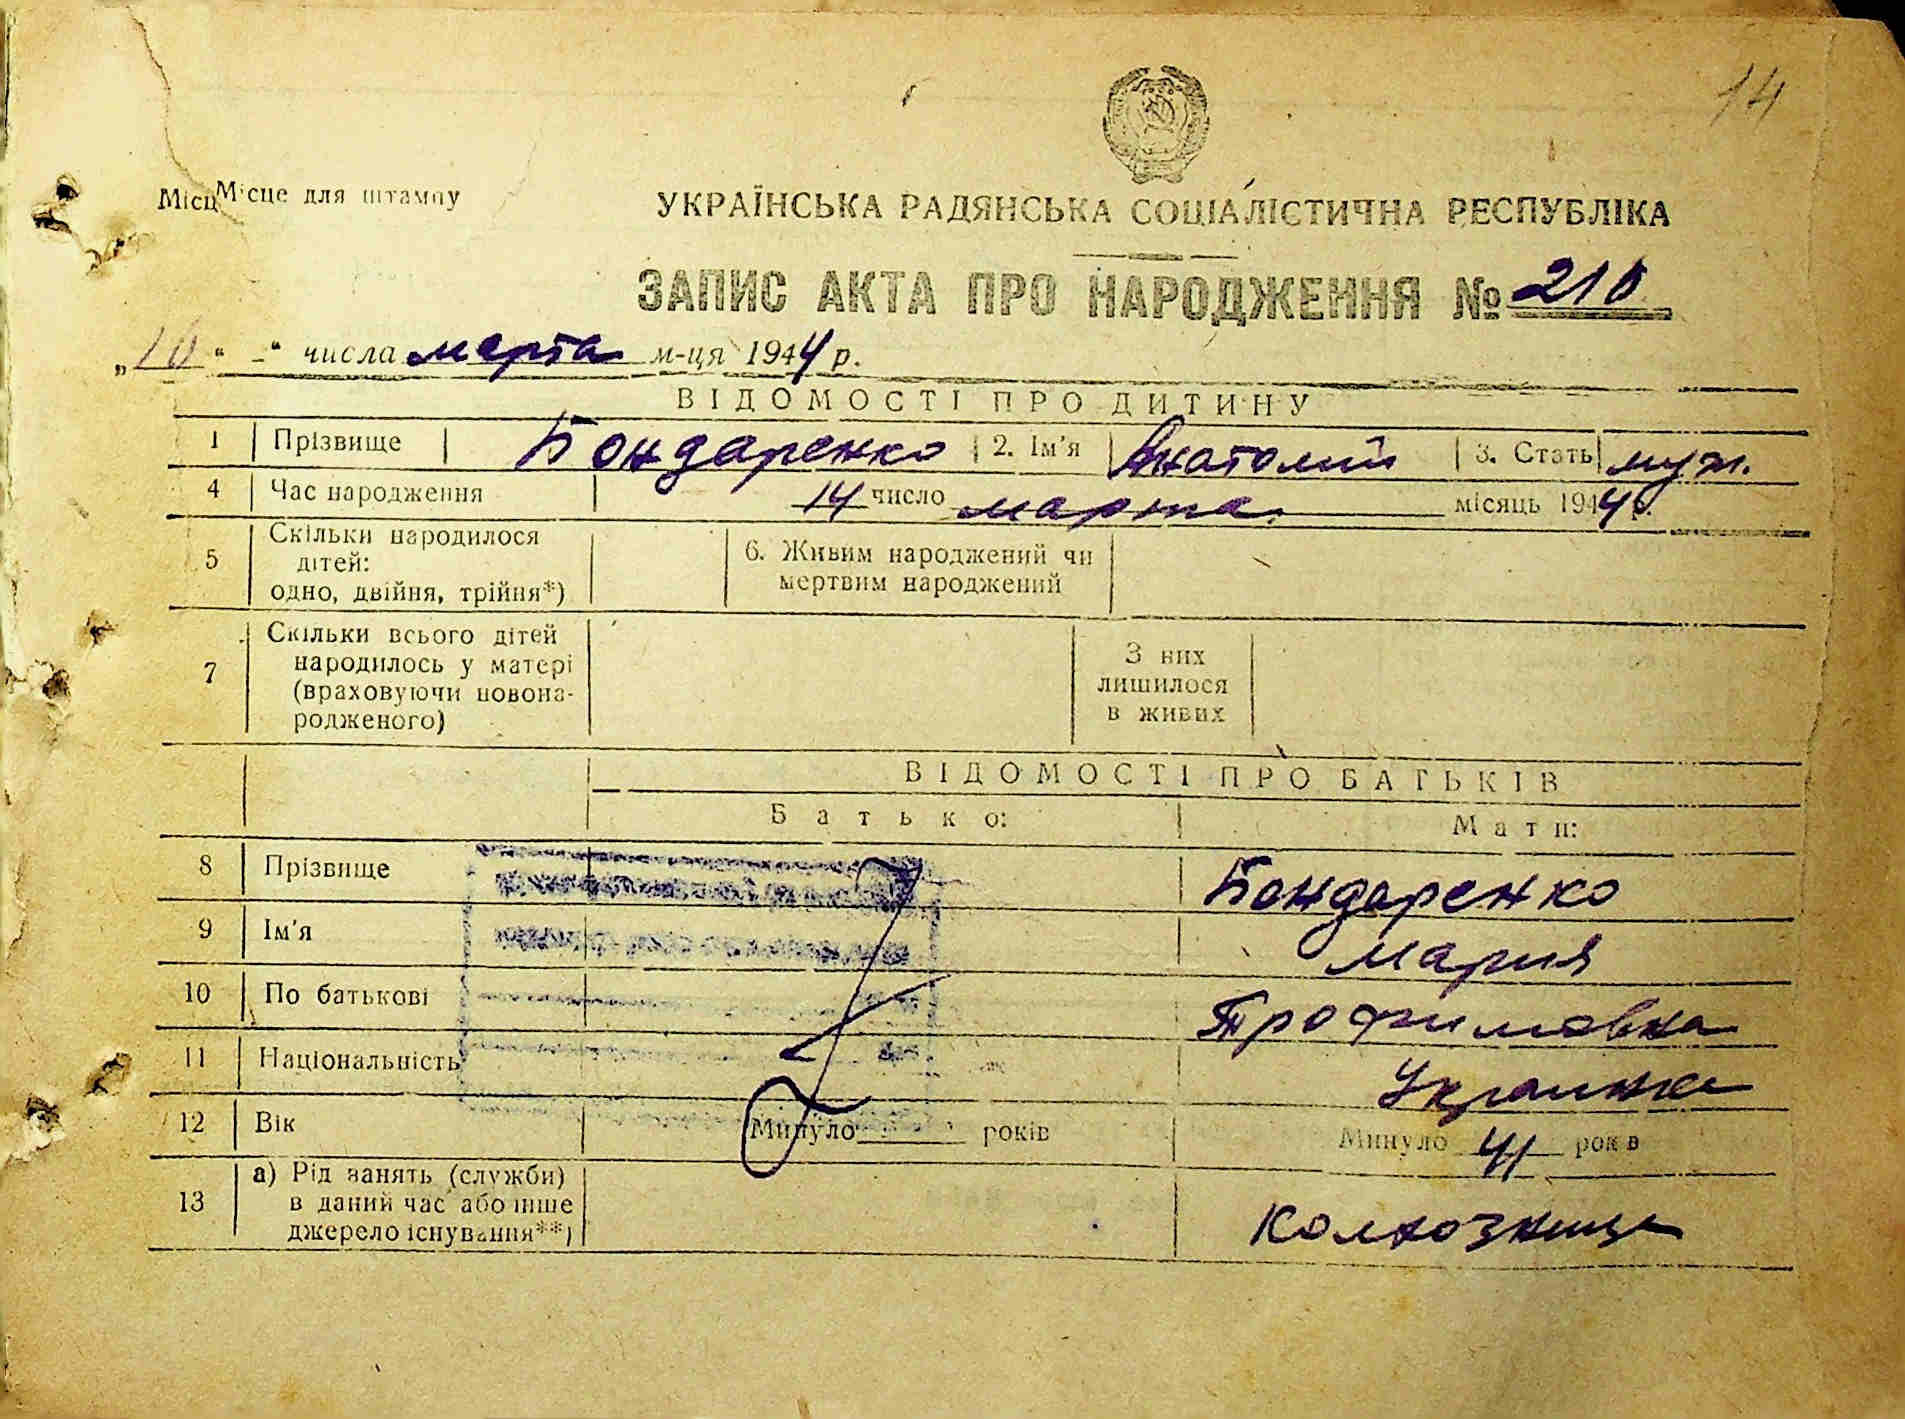 14
Місц Місце для штампу
УКРАЇНСЬКА РАДЯНСЬКА СОЦІАЛІСТИЧНА РЕСПУБЛІКА
ЗАПИС АКТА ПРО НАРОДЖЕННЯ № 210
„10“ -“ числа марта м-ця 1944 р.
ВІДОМОСТІ ПРО ДИТИНУ
1 Прізвище Бондаренко 2. Ім'я Анатолий 3. Стать муж.
4 Час народження 14 число марта місяць 1944 р.
5 Скільки народилося
дітей:
одно, двійня, трійня*)
6. Живим народжений чи
мертвим народжений
7 Скільки всього дітей
народилось у матері
(враховуючи новона-
родженого)
З них
лишилося
в живих
ВІДОМОСТІ ПРО БАТЬКІВ
Батько: Мати:
8 Прізвище Бондаренко
9 Ім'я Мария
10 По батькові Трофимовна
11 Національність Украинка
12 Вік Минуло років Минуло 41 років
13 а) Рід занять (служби)
в даний час або інше
джерело існування**)
Колхозница